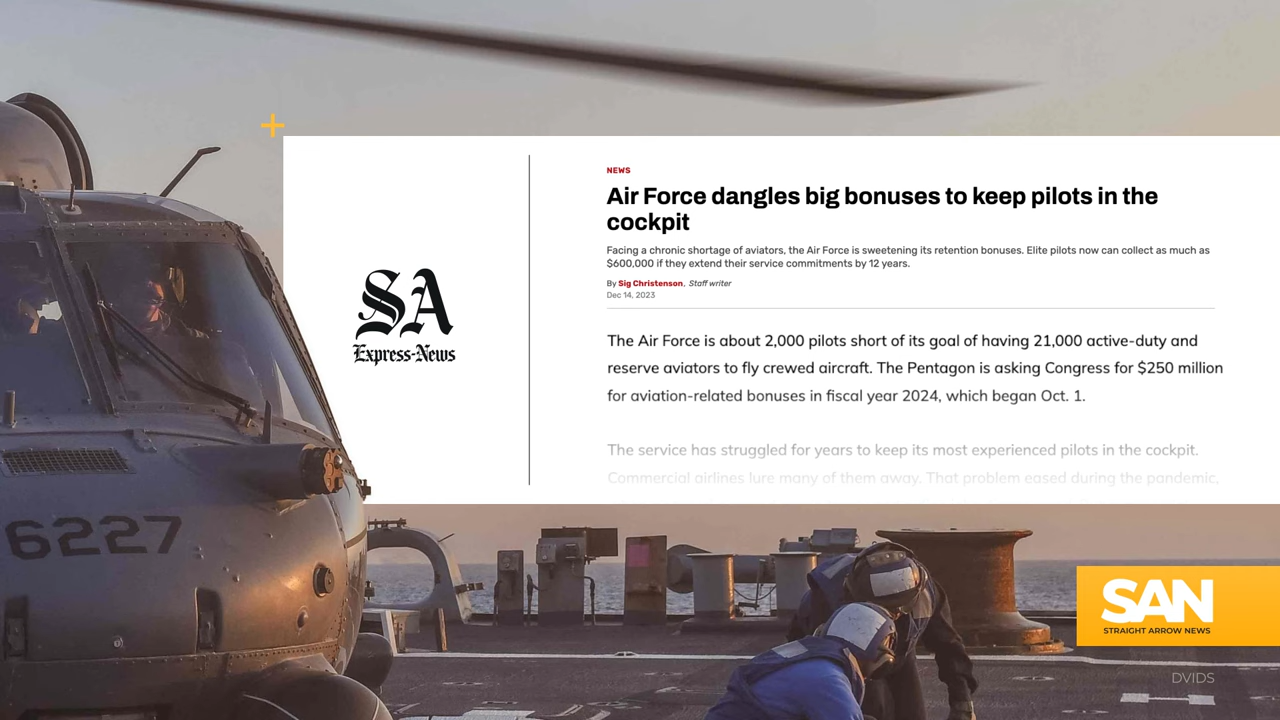 NEWS
Air Force dangles big bonuses to keep pilots in the
cockpit
Facing a chronic shortage of aviators, the Air Force is sweetening its retention bonuses. Elite pilots now can collect as much as
$600,000 if they extend their service commitments by 12 years.
By Sig Christenson, Staff writer
Dec 14, 2023
SA
Express-News
The Air Force is about 2,000 pilots short of its goal of having 21,000 active-duty and
reserve aviators to fly crewed aircraft. The Pentagon is asking Congress for $250 million
for aviation-related bonuses in fiscal year 2024, which began Oct. 1.
The service has struggled for years to keep its most experienced pilots in the cockpit.
Commercial airlines lure many of them away. That problem eased during the pandemic,
6227
SAN
STRAIGHT ARROW NEWS
DVIDS